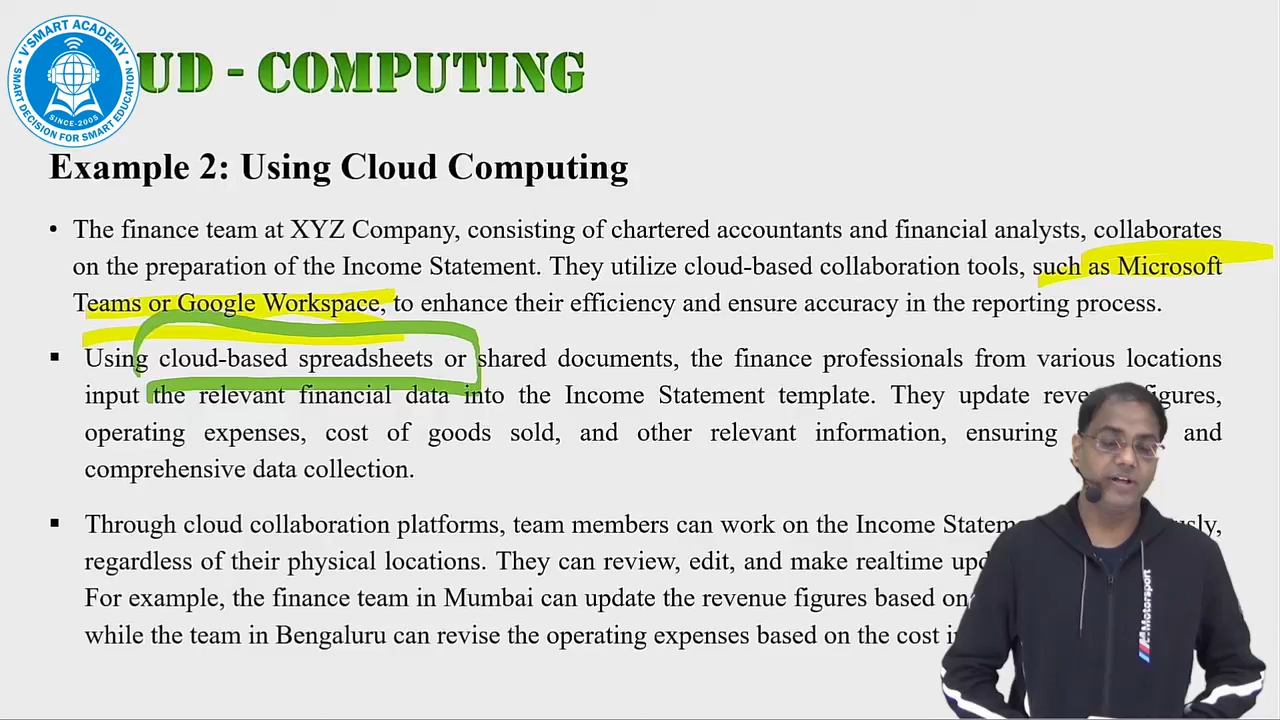 V'SMART ACADEMY
SMART DECISION FOR SMART EDUCATION
SINCE-2005
UD - COMPUTING
Example 2: Using Cloud Computing
• The finance team at XYZ Company, consisting of chartered accountants and financial analysts, collaborates
on the preparation of the Income Statement. They utilize cloud-based collaboration tools, such as Microsoft
Teams or Google Workspace, to enhance their efficiency and ensure accuracy in the reporting process.
▪ Using cloud-based spreadsheets or shared documents, the finance professionals from various locations
input the relevant financial data into the Income Statement template. They update
operating expenses, cost of goods sold, and other relevant information, ensuring and
comprehensive data collection.
▪ Through cloud collaboration platforms, team members can work on the Income
regardless of their physical locations. They can review, edit, and make realtime
For example, the finance team in Mumbai can update the revenue figures based on
while the team in Bengaluru can revise the operating expenses based on the cost
Motorsport